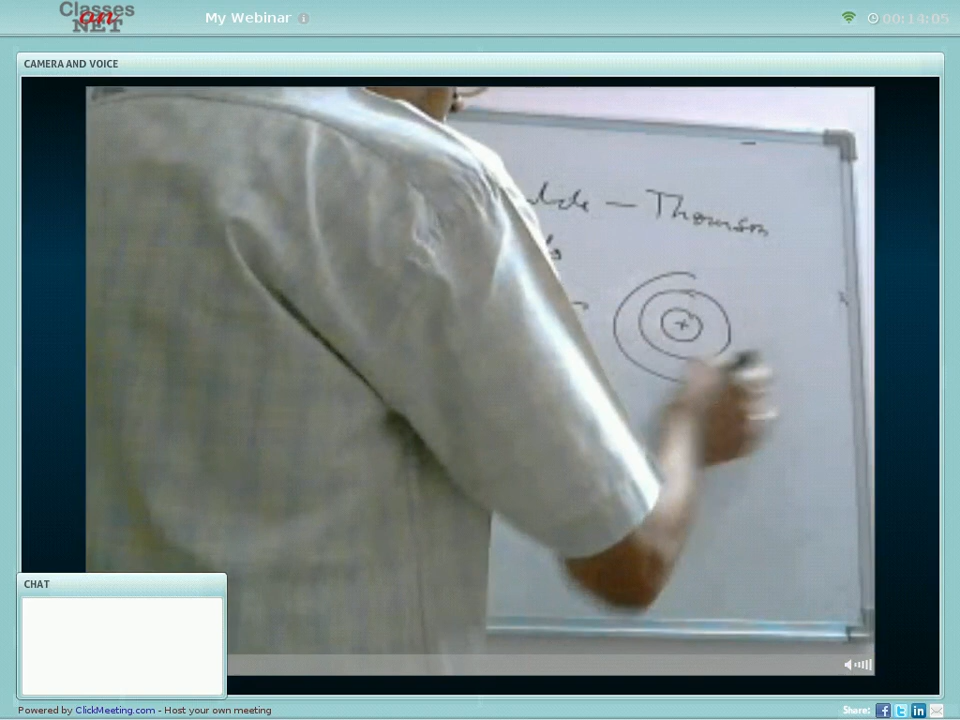 Classes
on
NET
My Webinar
00:14:05
CAMERA AND VOICE
— Thomson
+
CHAT
Powered by ClickMeeting.com - Host your own meeting
Share: